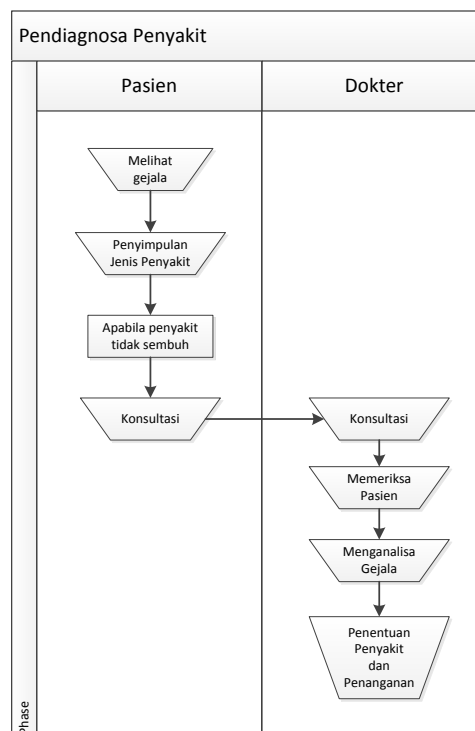 Pendiagnosa Penyakit
Pasien
Dokter
Melihat
gejala
Penyimpulan
Jenis Penyakit
Apabila penyakit
tidak sembuh
Konsultasi
Konsultasi
Memeriksa
Pasien
Menganalisa
Gejala
Penentuan
Penyakit
dan
Penanganan
Phase